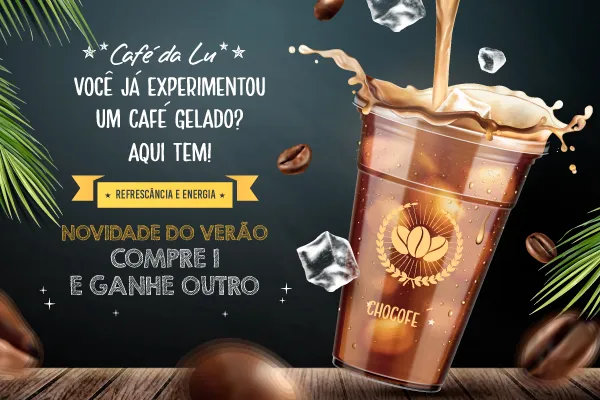 Café da Lu
VOCÊ JÁ EXPERIMENTOU
UM CAFÉ GELADO?
AQUI TEM!
REFRESCÂNCIA E ENERGIA
NOVIDADE DO VERÃO
COMPRE 1
E GANHE OUTRO
CHOCOFÉ